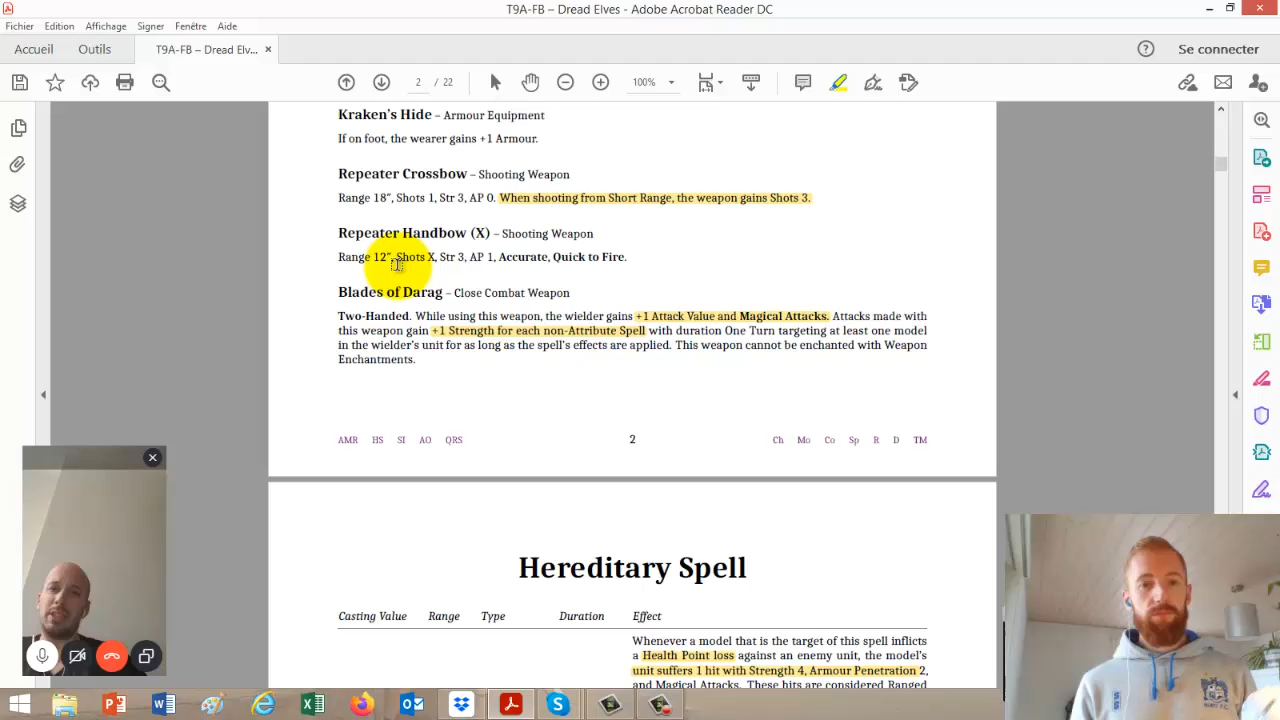 T9A-FB – Dread Elves - Adobe Acrobat Reader DC
Fichier Edition Affichage Signer Fenêtre Aide
Accueil Outils T9A-FB – Dread Elv... × Se connecter
2 / 22 100%
Kraken's Hide – Armour Equipment
If on foot, the wearer gains +1 Armour.
Repeater Crossbow – Shooting Weapon
Range 18″, Shots 1, Str 3, AP 0. When shooting from Short Range, the weapon gains Shots 3.
Repeater Handbow (X) – Shooting Weapon
Range 12″, Shots X, Str 3, AP 1, Accurate, Quick to Fire.
Blades of Darag – Close Combat Weapon
Two-Handed. While using this weapon, the wielder gains +1 Attack Value and Magical Attacks. Attacks made with
this weapon gain +1 Strength for each non-Attribute Spell with duration One Turn targeting at least one model
in the wielder's unit for as long as the spell's effects are applied. This weapon cannot be enchanted with Weapon
Enchantments.
AMR HS SI AO QRS 2 Ch Mo Co Sp R D TM
Hereditary Spell
Casting Value Range Type Duration Effect
Whenever a model that is the target of this spell inflicts
a Health Point loss against an enemy unit, the model's
unit suffers 1 hit with Strength 4, Armour Penetration 2,
and Magical Attacks. These hits are considered Ranged